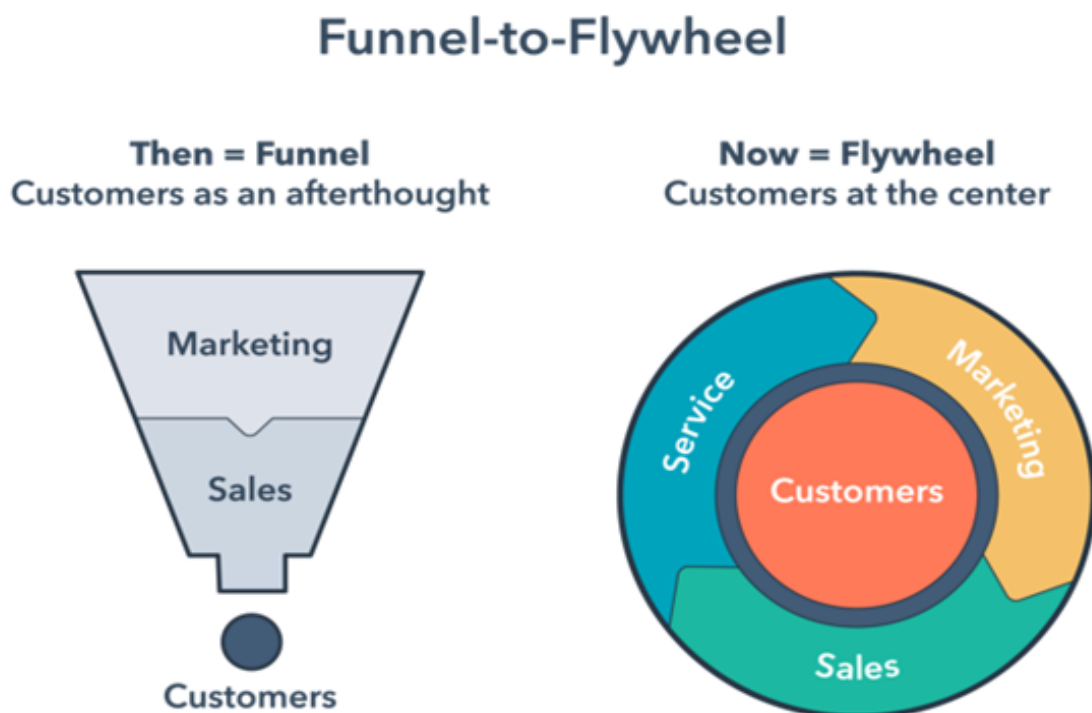 Funnel-to-Flywheel
Then = Funnel
Customers as an afterthought
Marketing
Sales
Customers
Now = Flywheel
Customers at the center
Service
Marketing
Customers
Sales